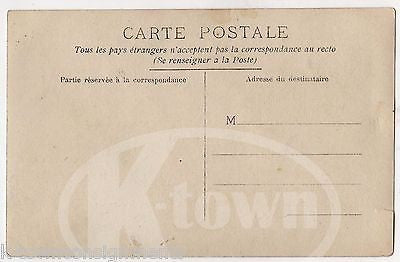 CARTE POSTALE
Tous les pays étrangers n'acceptent pas la correspondance au recto
(Se renseigner a la Poste)
Partie réservée à la correspondance
Adresse du destinataire
M
K-town
ktownconsignments